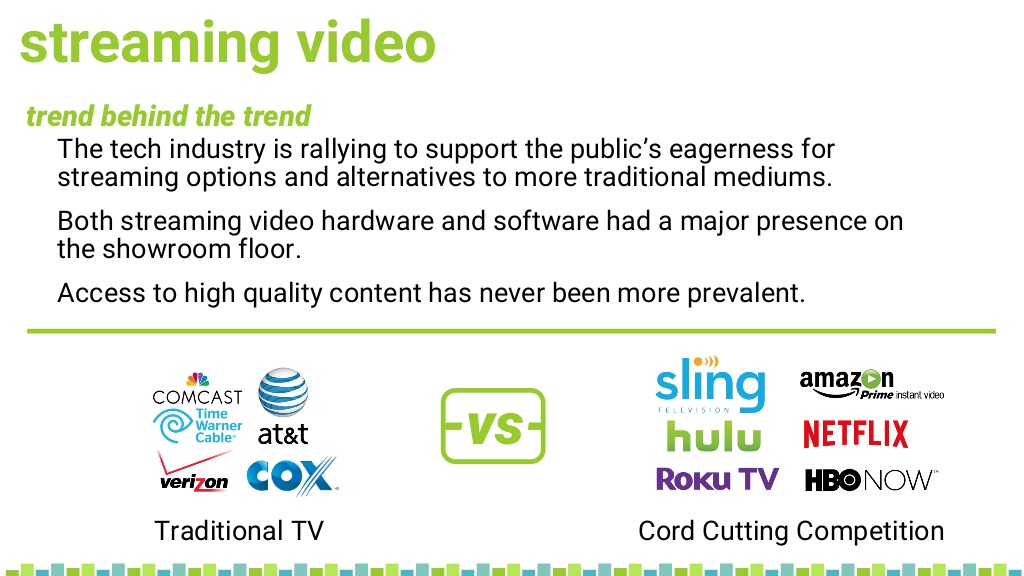 streaming video
trend behind the trend
The tech industry is rallying to support the public’s eagerness for
streaming options and alternatives to more traditional mediums.
Both streaming video hardware and software had a major presence on
the showroom floor.
Access to high quality content has never been more prevalent.
COMCAST
Time
Warner
Cable®
at&t
verizon
COX®
vs
sling
TELEVISION
amazon
Prime instant video
hulu
NETFLIX
ROKU TV
HBO NOW℠
Traditional TV
Cord Cutting Competition